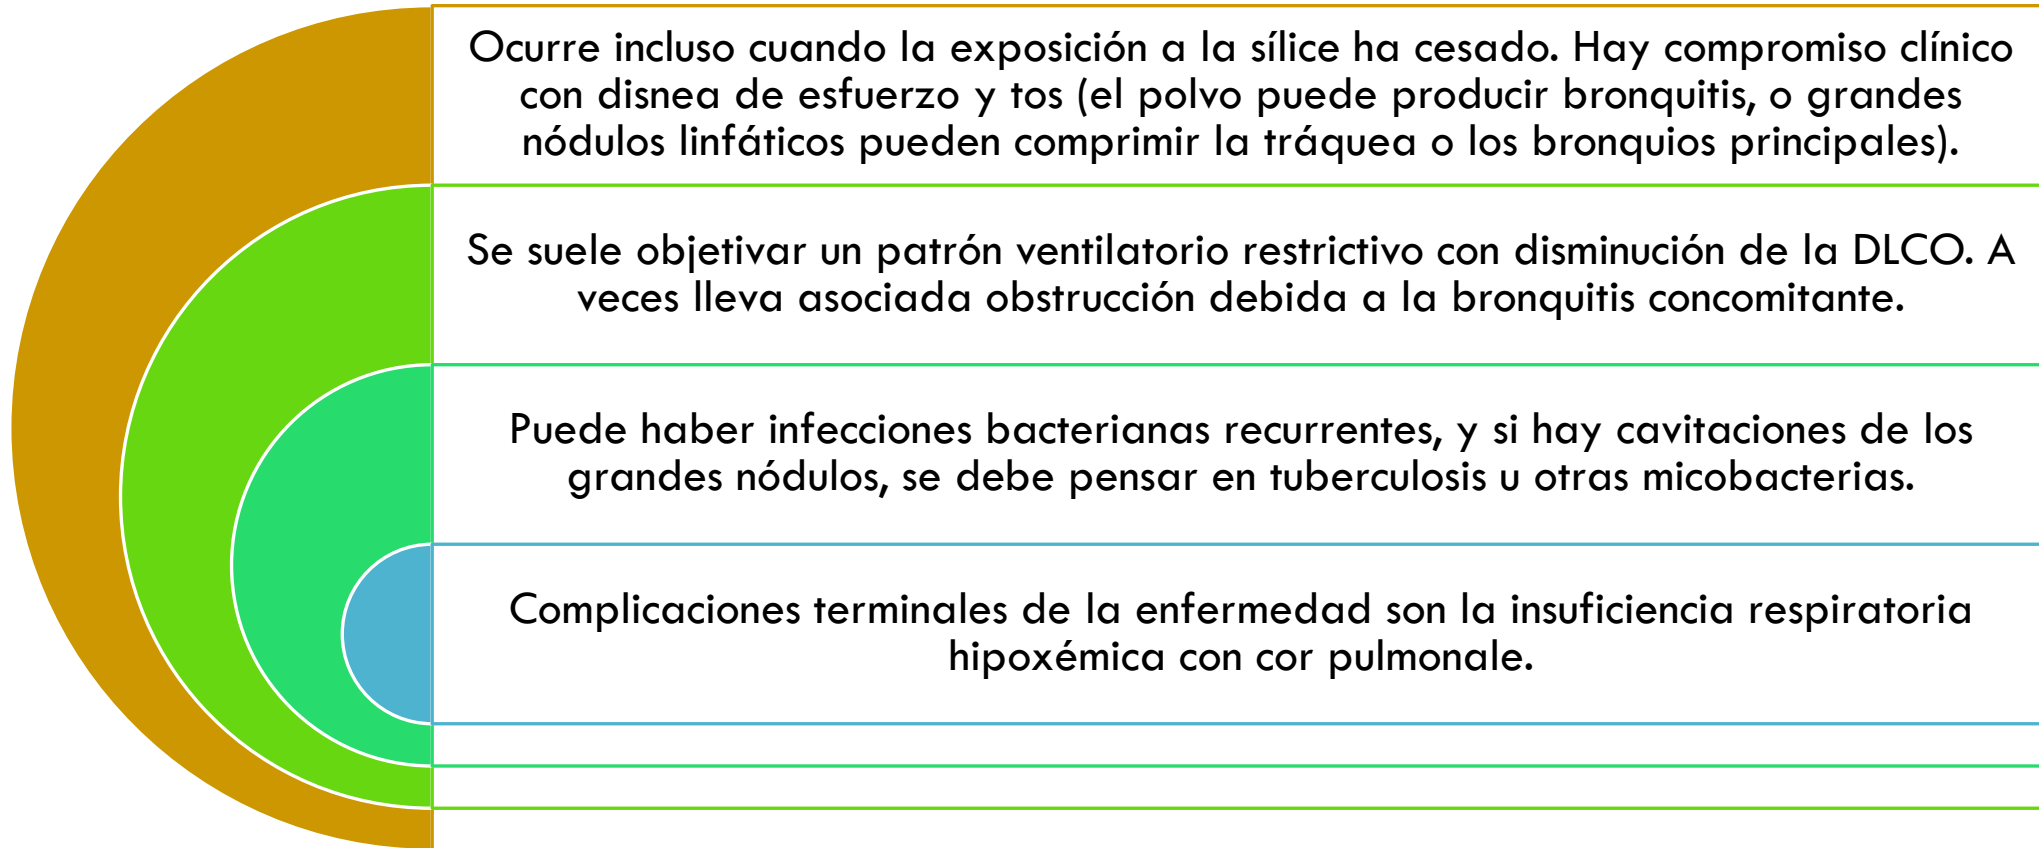 Ocurre incluso cuando la exposición a la sílice ha cesado. Hay compromiso clínico
con disnea de esfuerzo y tos (el polvo puede producir bronquitis, o grandes
nódulos linfáticos pueden comprimir la tráquea o los bronquios principales).
Se suele objetivar un patrón ventilatorio restrictivo con disminución de la DLCO. A
veces lleva asociada obstrucción debida a la bronquitis concomitante.
Puede haber infecciones bacterianas recurrentes, y si hay cavitaciones de los
grandes nódulos, se debe pensar en tuberculosis u otras micobacterias.
Complicaciones terminales de la enfermedad son la insuficiencia respiratoria
hipoxémica con cor pulmonale.